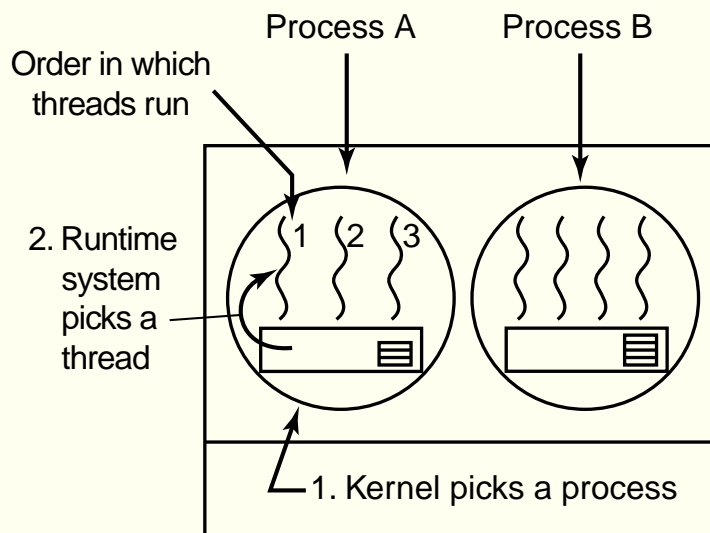 Process A
Process B
Order in which
threads run
1
2
3
2. Runtime
system
picks a
thread
1. Kernel picks a process